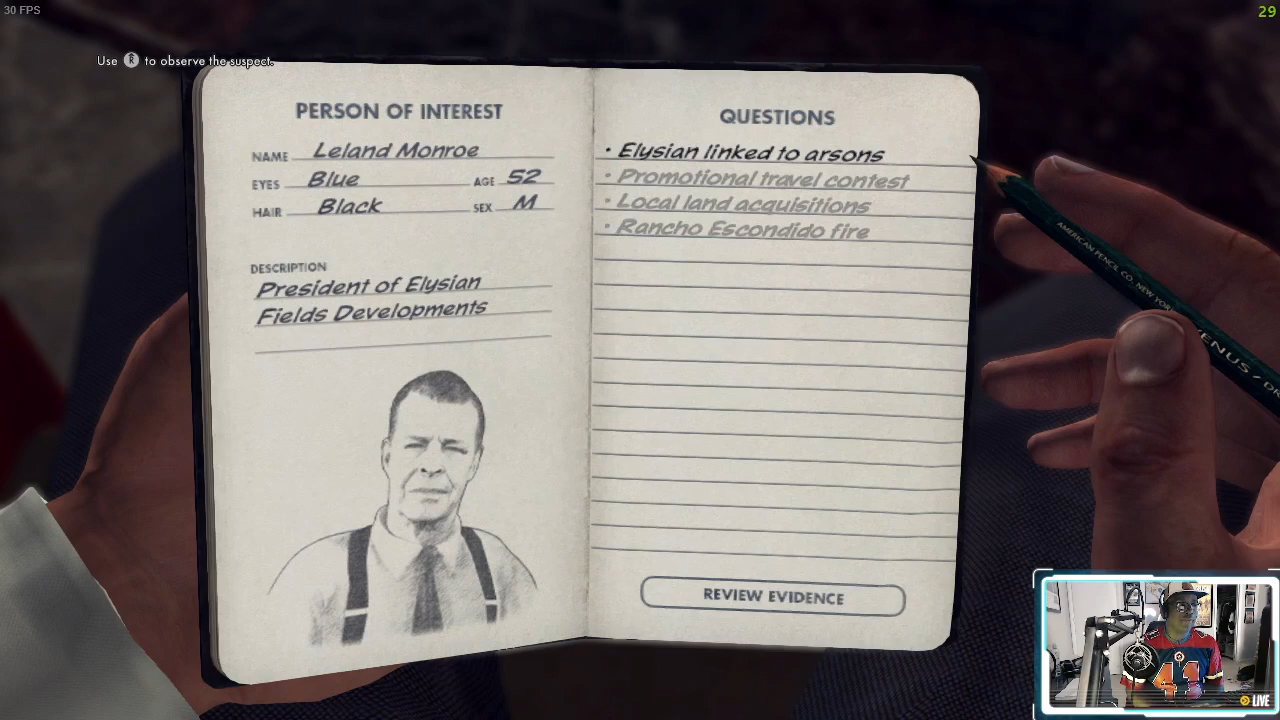 30 FPS
29
Use R to observe the suspect.
PERSON OF INTEREST
NAME Leland Monroe
EYES Blue AGE 52
HAIR Black SEX M
DESCRIPTION
President of Elysian
Fields Developments
QUESTIONS
• Elysian linked to arsons
• Promotional travel contest
• Local land acquisitions
• Rancho Escondido fire
REVIEW EVIDENCE
AMERICAN PENCIL CO. NEW YORK
VENUS / DR
41
LIVE